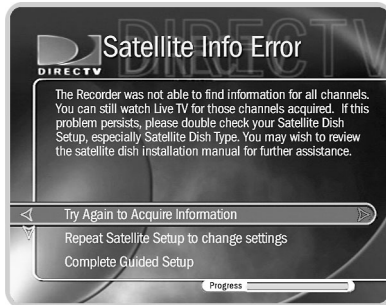 DIRECTV
Satellite Info Error
DIRECTV
The Recorder was not able to find information for all channels.
You can still watch Live TV for those channels acquired. If this
problem persists, please double check your Satellite Dish
Setup, especially Satellite Dish Type. You may wish to review
the satellite dish installation manual for further assistance.
Try Again to Acquire Information
Repeat Satellite Setup to change settings
Complete Guided Setup
Progress